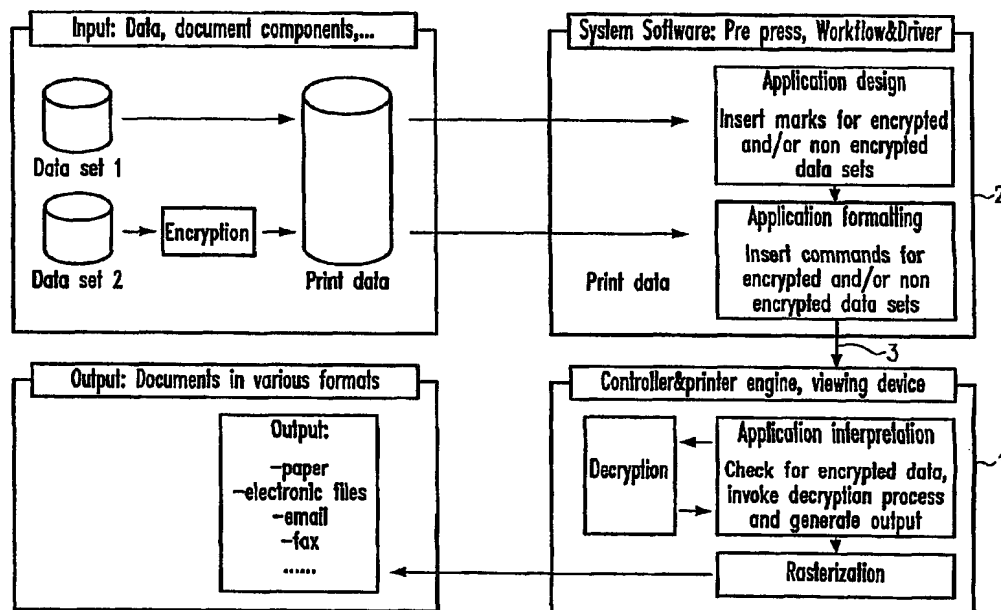 Input: Data, document components,...
Data set 1
Data set 2
Encryption
Print data
System Software: Pre press, Workflow&Driver
Application design
Insert marks for encrypted
and/or non encrypted
data sets
2
Application formatting
Insert commands for
encrypted and/or non
encrypted data sets
Print data
3
Output: Documents in various formats
Output:
-paper
-electronic files
-email
-fax
......
Controller&printer engine, viewing device
Decryption
Application interpretation
Check for encrypted data,
invoke decryption process
and generate output
Rasterization